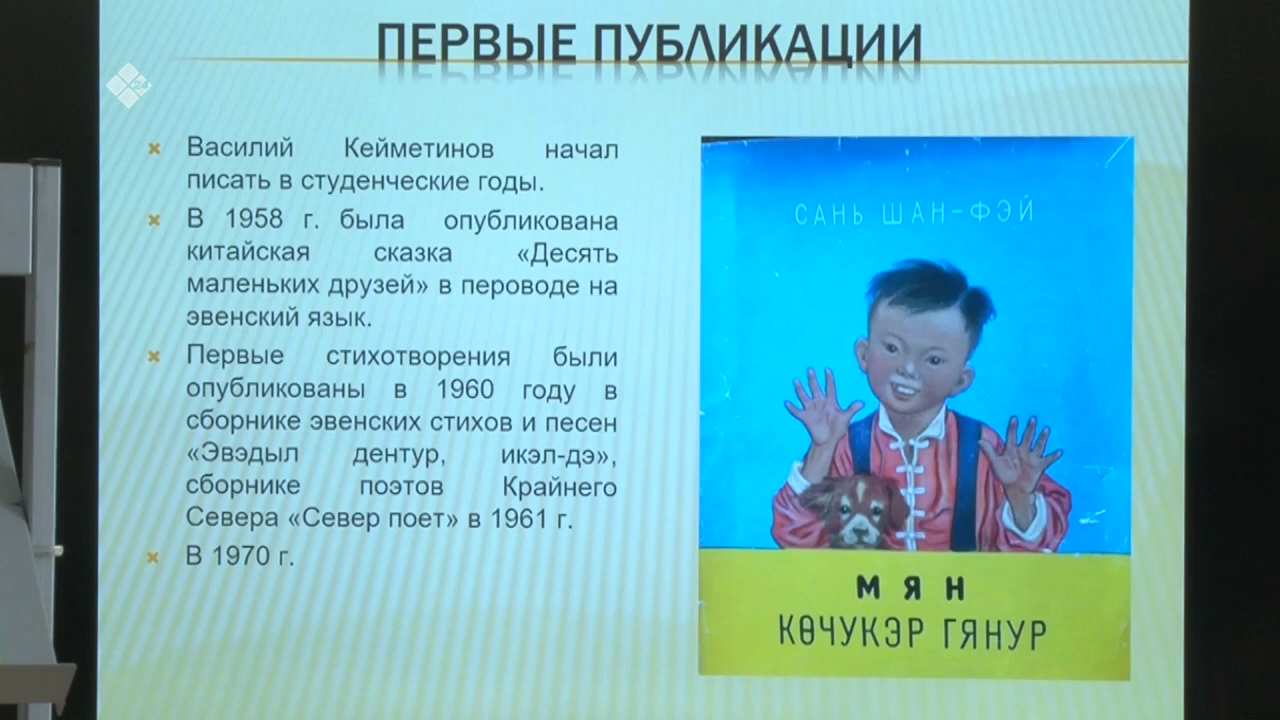 ПЕРВЫЕ ПУБЛИКАЦИИ
Василий Кейметинов начал
писать в студенческие годы.
В 1958 г. была опубликована
китайская сказка «Десять
маленьких друзей» в пероводе на
эвенский язык.
Первые стихотворения были
опубликованы в 1960 году в
сборнике эвенских стихов и песен
«Эвэдыл дентур, икэл-дэ»,
сборнике поэтов Крайнего
Севера «Север поет» в 1961 г.
В 1970 г.
САНЬ ШАН-ФЭЙ
МЯН
КӨЧУКЭР ГЯНУР